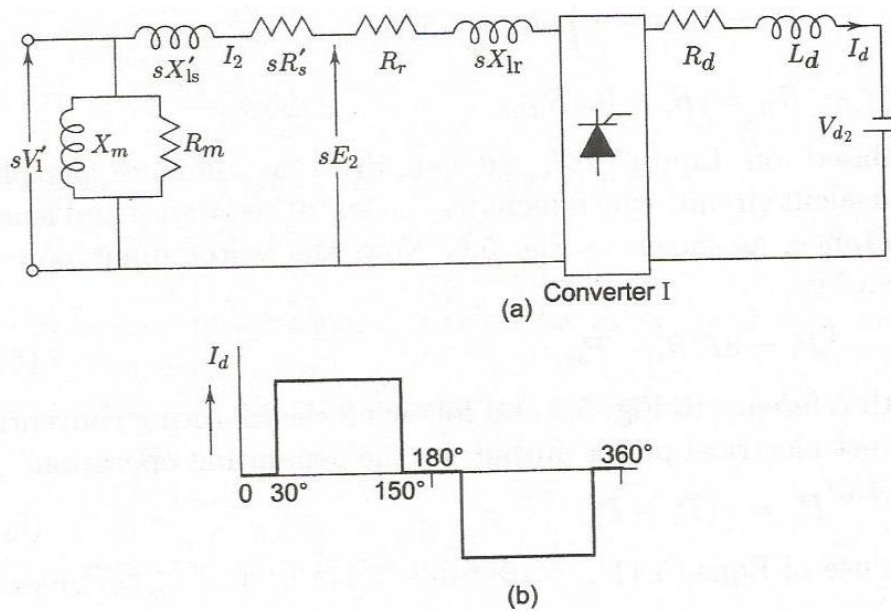 sX'ls I2 sR's Rr sXlr Rd Ld Id
sV'1 Xm Rm sE2 Vd2
Converter I
(a)
Id
0 30° 150° 180° 360°
(b)